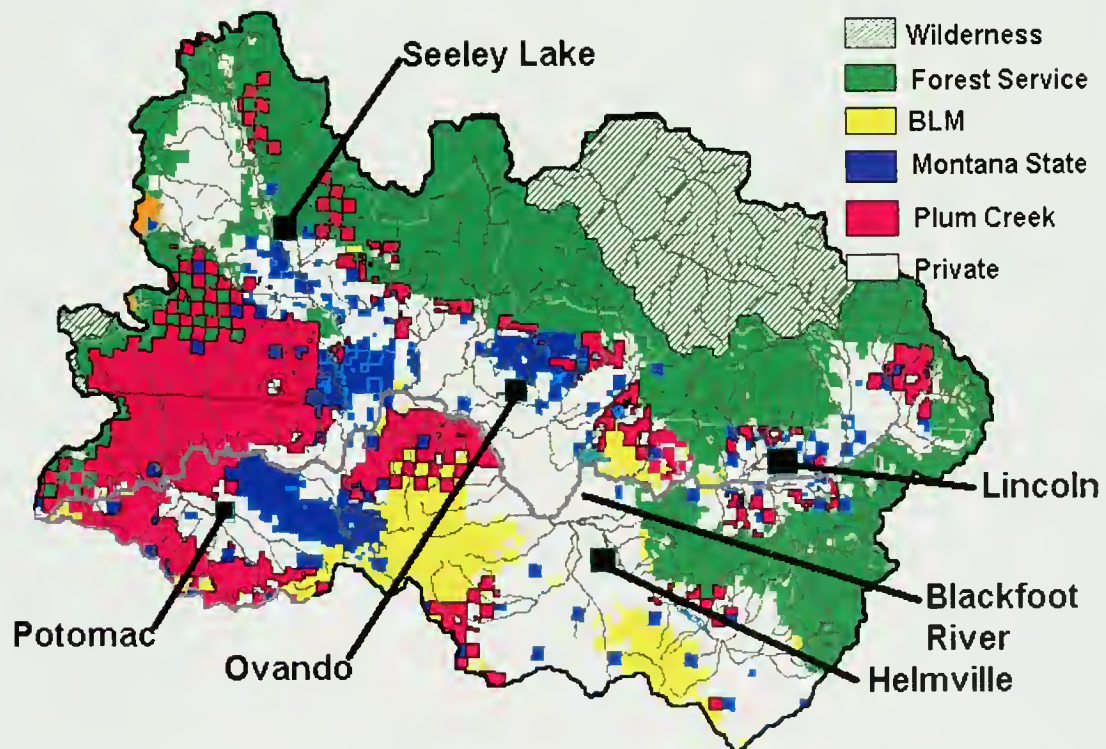 Seeley Lake
Wilderness
Forest Service
BLM
Montana State
Plum Creek
Private
Lincoln
Blackfoot
River
Helmville
Potomac
Ovando